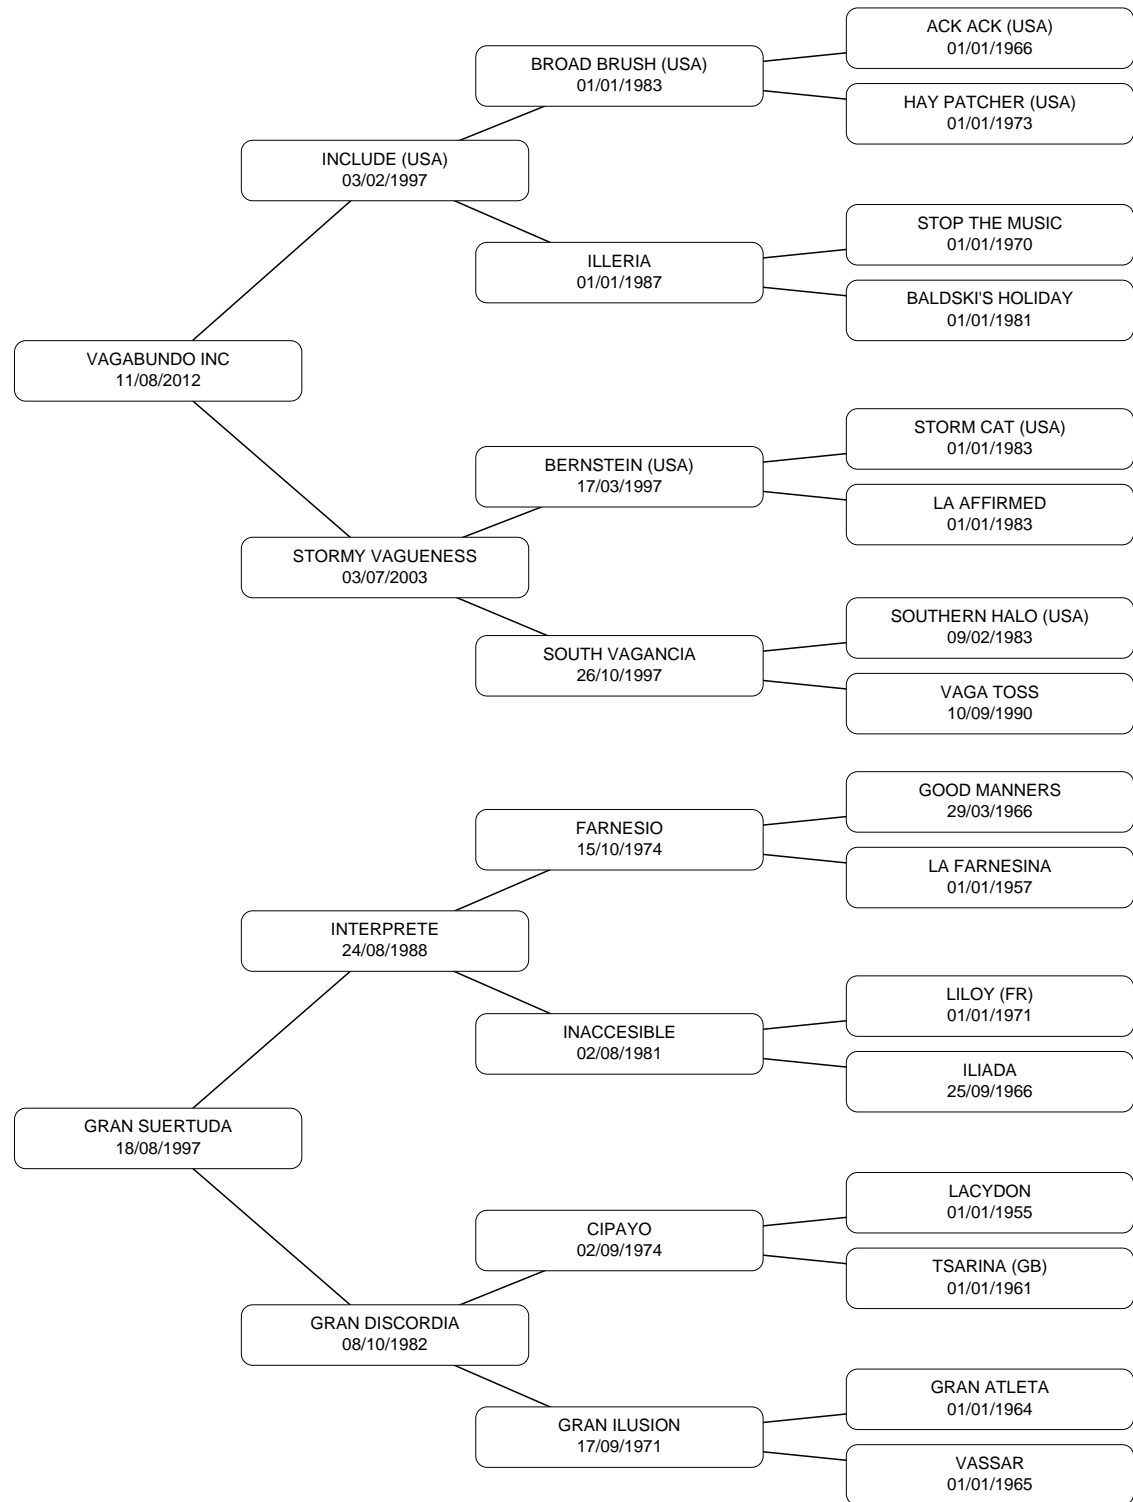 ACK ACK (USA)
01/01/1966
BROAD BRUSH (USA)
01/01/1983
HAY PATCHER (USA)
01/01/1973
INCLUDE (USA)
03/02/1997
STOP THE MUSIC
01/01/1970
ILLERIA
01/01/1987
BALDSKI'S HOLIDAY
01/01/1981
VAGABUNDO INC
11/08/2012
STORM CAT (USA)
01/01/1983
BERNSTEIN (USA)
17/03/1997
LA AFFIRMED
01/01/1983
STORMY VAGUENESS
03/07/2003
SOUTHERN HALO (USA)
09/02/1983
SOUTH VAGANCIA
26/10/1997
VAGA TOSS
10/09/1990
GOOD MANNERS
29/03/1966
FARNESIO
15/10/1974
LA FARNESINA
01/01/1957
INTERPRETE
24/08/1988
LILOY (FR)
01/01/1971
INACCESIBLE
02/08/1981
ILIADA
25/09/1966
GRAN SUERTUDA
18/08/1997
LACYDON
01/01/1955
CIPAYO
02/09/1974
TSARINA (GB)
01/01/1961
GRAN DISCORDIA
08/10/1982
GRAN ATLETA
01/01/1964
GRAN ILUSION
17/09/1971
VASSAR
01/01/1965